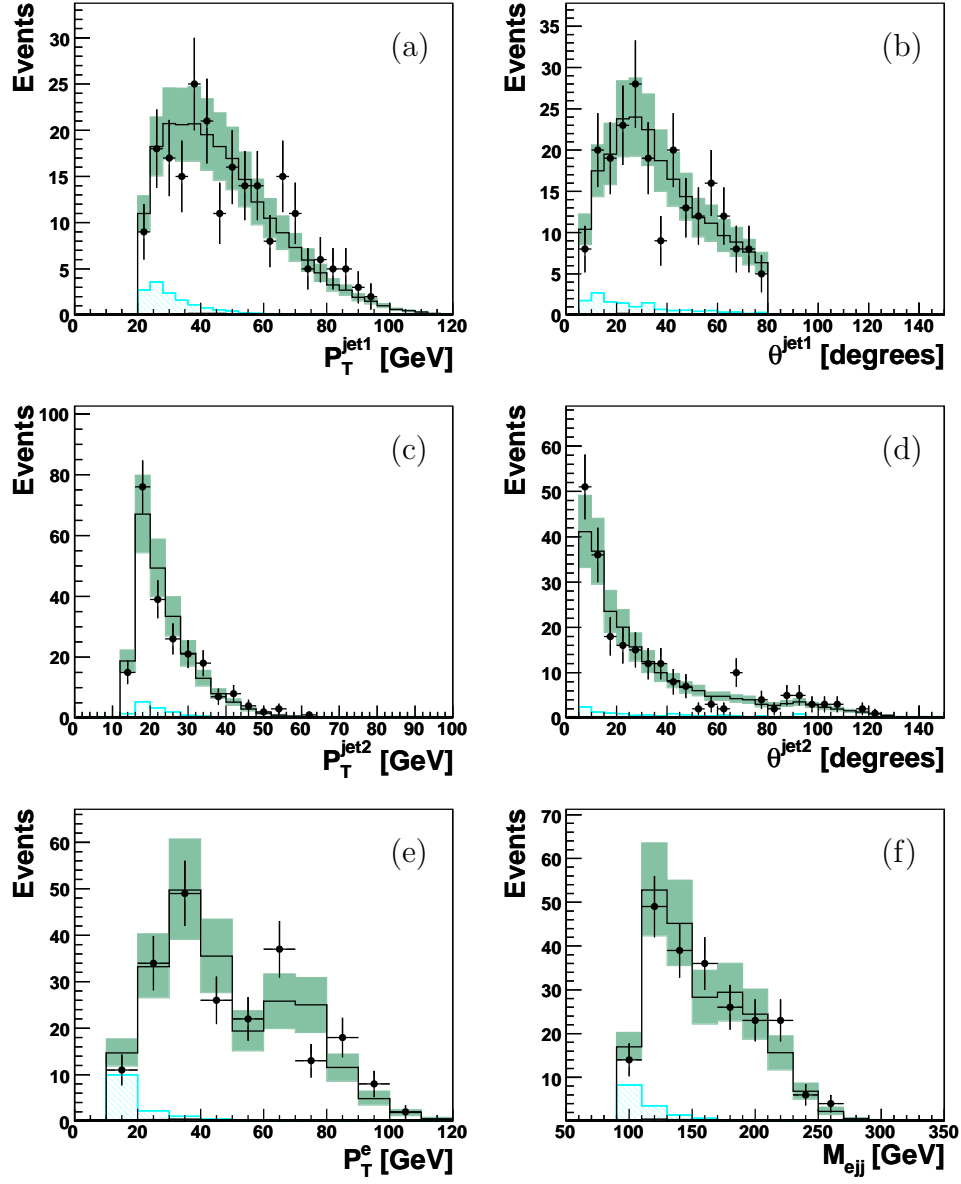 Events
(a)
30
25
20
15
10
5
0
0 20 40 60 80 100 120
P_T^jet1 [GeV]
Events
(b)
35
30
25
20
15
10
5
0
0 20 40 60 80 100 120 140
θ^jet1 [degrees]
Events
(c)
100
80
60
40
20
0
0 10 20 30 40 50 60 70 80 90 100
P_T^jet2 [GeV]
Events
(d)
60
50
40
30
20
10
0
0 20 40 60 80 100 120 140
θ^jet2 [degrees]
Events
(e)
60
50
40
30
20
10
0
0 20 40 60 80 100 120
P_T^e [GeV]
Events
(f)
70
60
50
40
30
20
10
50 100 150 200 250 300 350
M_ejj [GeV]